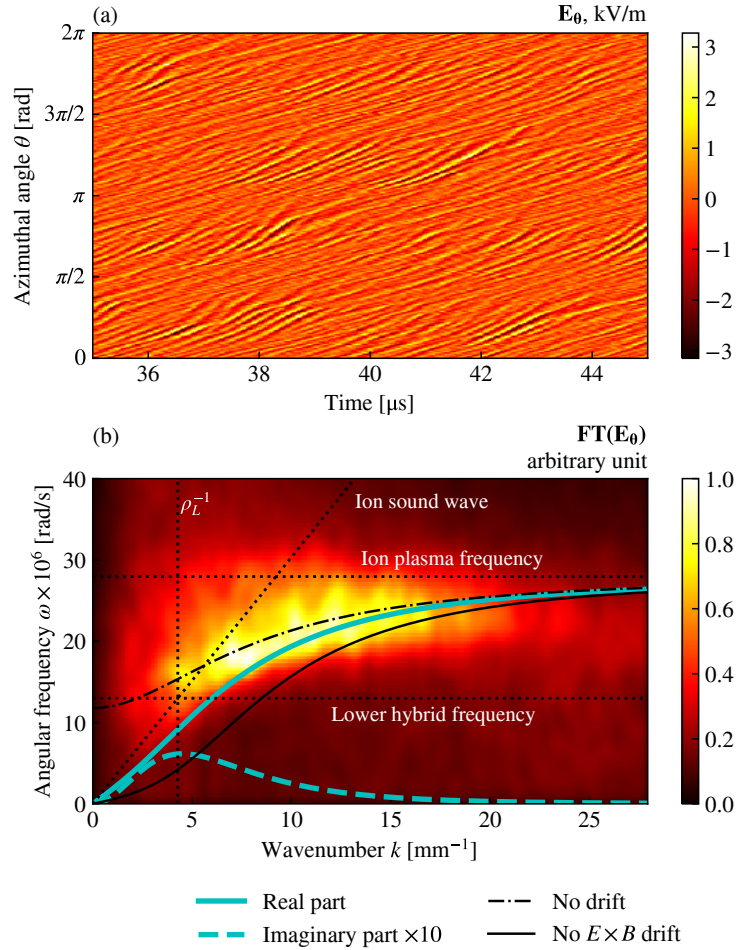 (a)
E_θ, kV/m
2π
3π/2
π
π/2
0
Azimuthal angle θ [rad]
36
38
40
42
44
Time [μs]
3
2
1
0
−1
−2
−3
(b)
FT(E_θ)
arbitrary unit
40
30
20
10
0
Angular frequency ω×10⁶ [rad/s]
ρ_L⁻¹
Ion sound wave
Ion plasma frequency
Lower hybrid frequency
0
5
10
15
20
25
Wavenumber k [mm⁻¹]
1.0
0.8
0.6
0.4
0.2
0.0
Real part
Imaginary part ×10
No drift
No E×B drift